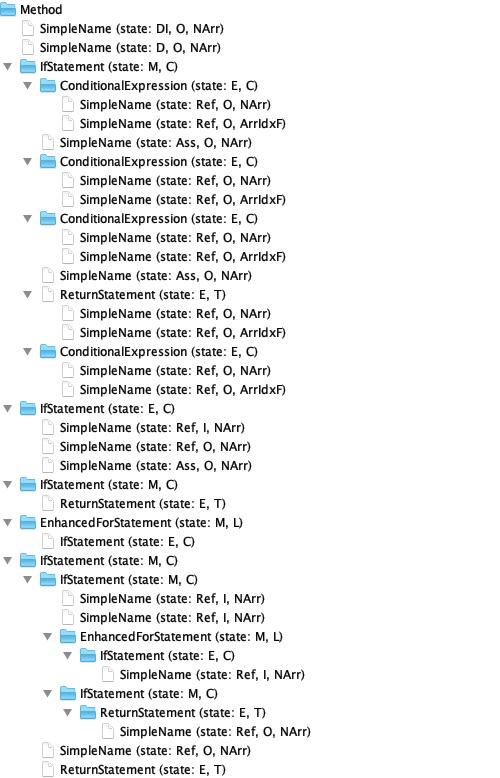 Method
SimpleName (state: DI, O, NArr)
SimpleName (state: D, O, NArr)
IfStatement (state: M, C)
ConditionalExpression (state: E, C)
SimpleName (state: Ref, O, NArr)
SimpleName (state: Ref, O, ArrIdxF)
SimpleName (state: Ass, O, NArr)
ConditionalExpression (state: E, C)
SimpleName (state: Ref, O, NArr)
SimpleName (state: Ref, O, ArrIdxF)
ConditionalExpression (state: E, C)
SimpleName (state: Ref, O, NArr)
SimpleName (state: Ref, O, ArrIdxF)
SimpleName (state: Ass, O, NArr)
ReturnStatement (state: E, T)
SimpleName (state: Ref, O, NArr)
SimpleName (state: Ref, O, ArrIdxF)
ConditionalExpression (state: E, C)
SimpleName (state: Ref, O, NArr)
SimpleName (state: Ref, O, ArrIdxF)
IfStatement (state: E, C)
SimpleName (state: Ref, I, NArr)
SimpleName (state: Ref, O, NArr)
SimpleName (state: Ass, O, NArr)
IfStatement (state: M, C)
ReturnStatement (state: E, T)
EnhancedForStatement (state: M, L)
IfStatement (state: E, C)
IfStatement (state: M, C)
IfStatement (state: M, C)
SimpleName (state: Ref, I, NArr)
SimpleName (state: Ref, I, NArr)
EnhancedForStatement (state: M, L)
IfStatement (state: E, C)
SimpleName (state: Ref, I, NArr)
IfStatement (state: M, C)
ReturnStatement (state: E, T)
SimpleName (state: Ref, O, NArr)
SimpleName (state: Ref, O, NArr)
ReturnStatement (state: E, T)